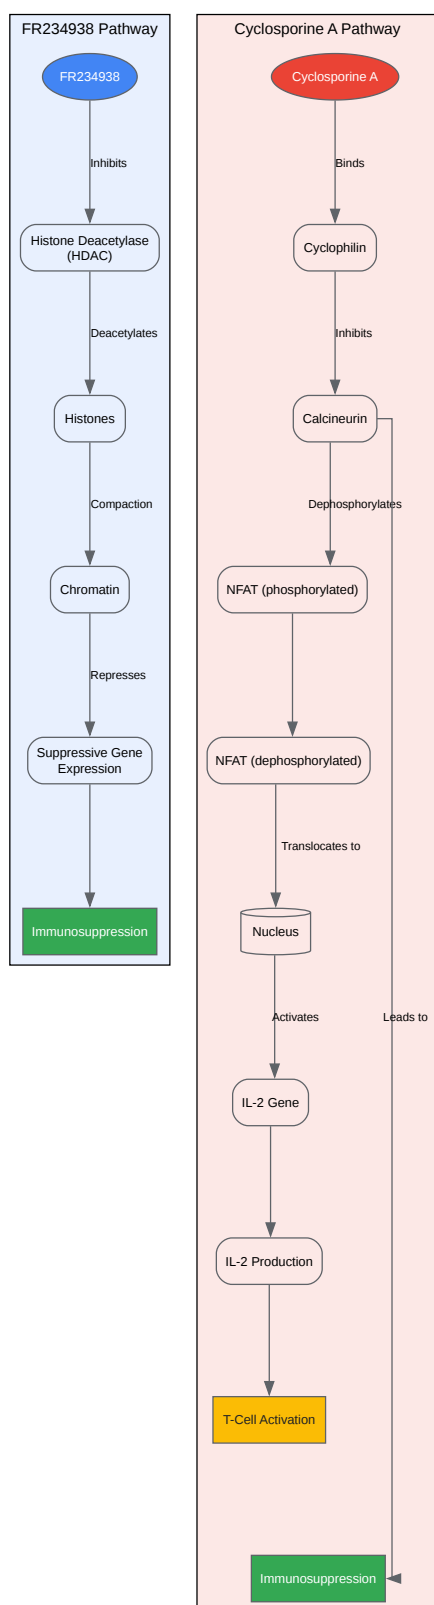 FR234938 Pathway
FR234938
Inhibits
Histone Deacetylase
(HDAC)
Deacetylates
Histones
Compaction
Chromatin
Represses
Suppressive Gene
Expression
Immunosuppression
Cyclosporine A Pathway
Cyclosporine A
Binds
Cyclophilin
Inhibits
Calcineurin
Dephosphorylates
NFAT (phosphorylated)
NFAT (dephosphorylated)
Translocates to
Nucleus
Activates
Leads to
IL-2 Gene
IL-2 Production
T-Cell Activation
Immunosuppression